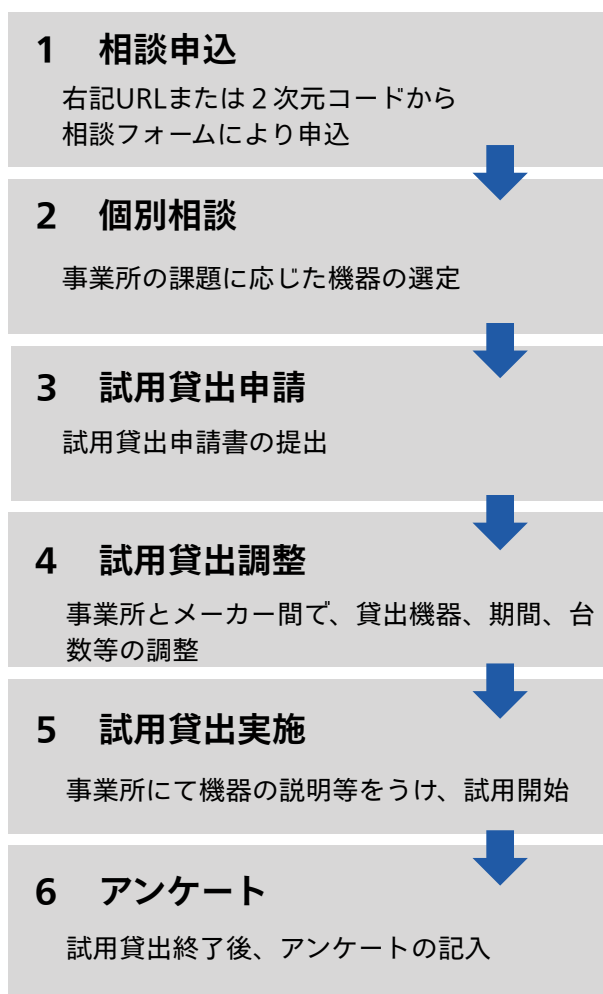 1 相談申込
右記URLまたは２次元コードから
相談フォームにより申込
2 個別相談
事業所の課題に応じた機器の選定
3 試用貸出申請
試用貸出申請書の提出
4 試用貸出調整
事業所とメーカー間で、貸出機器、期間、台
数等の調整
5 試用貸出実施
事業所にて機器の説明等をうけ、試用開始
6 アンケート
試用貸出終了後、アンケートの記入